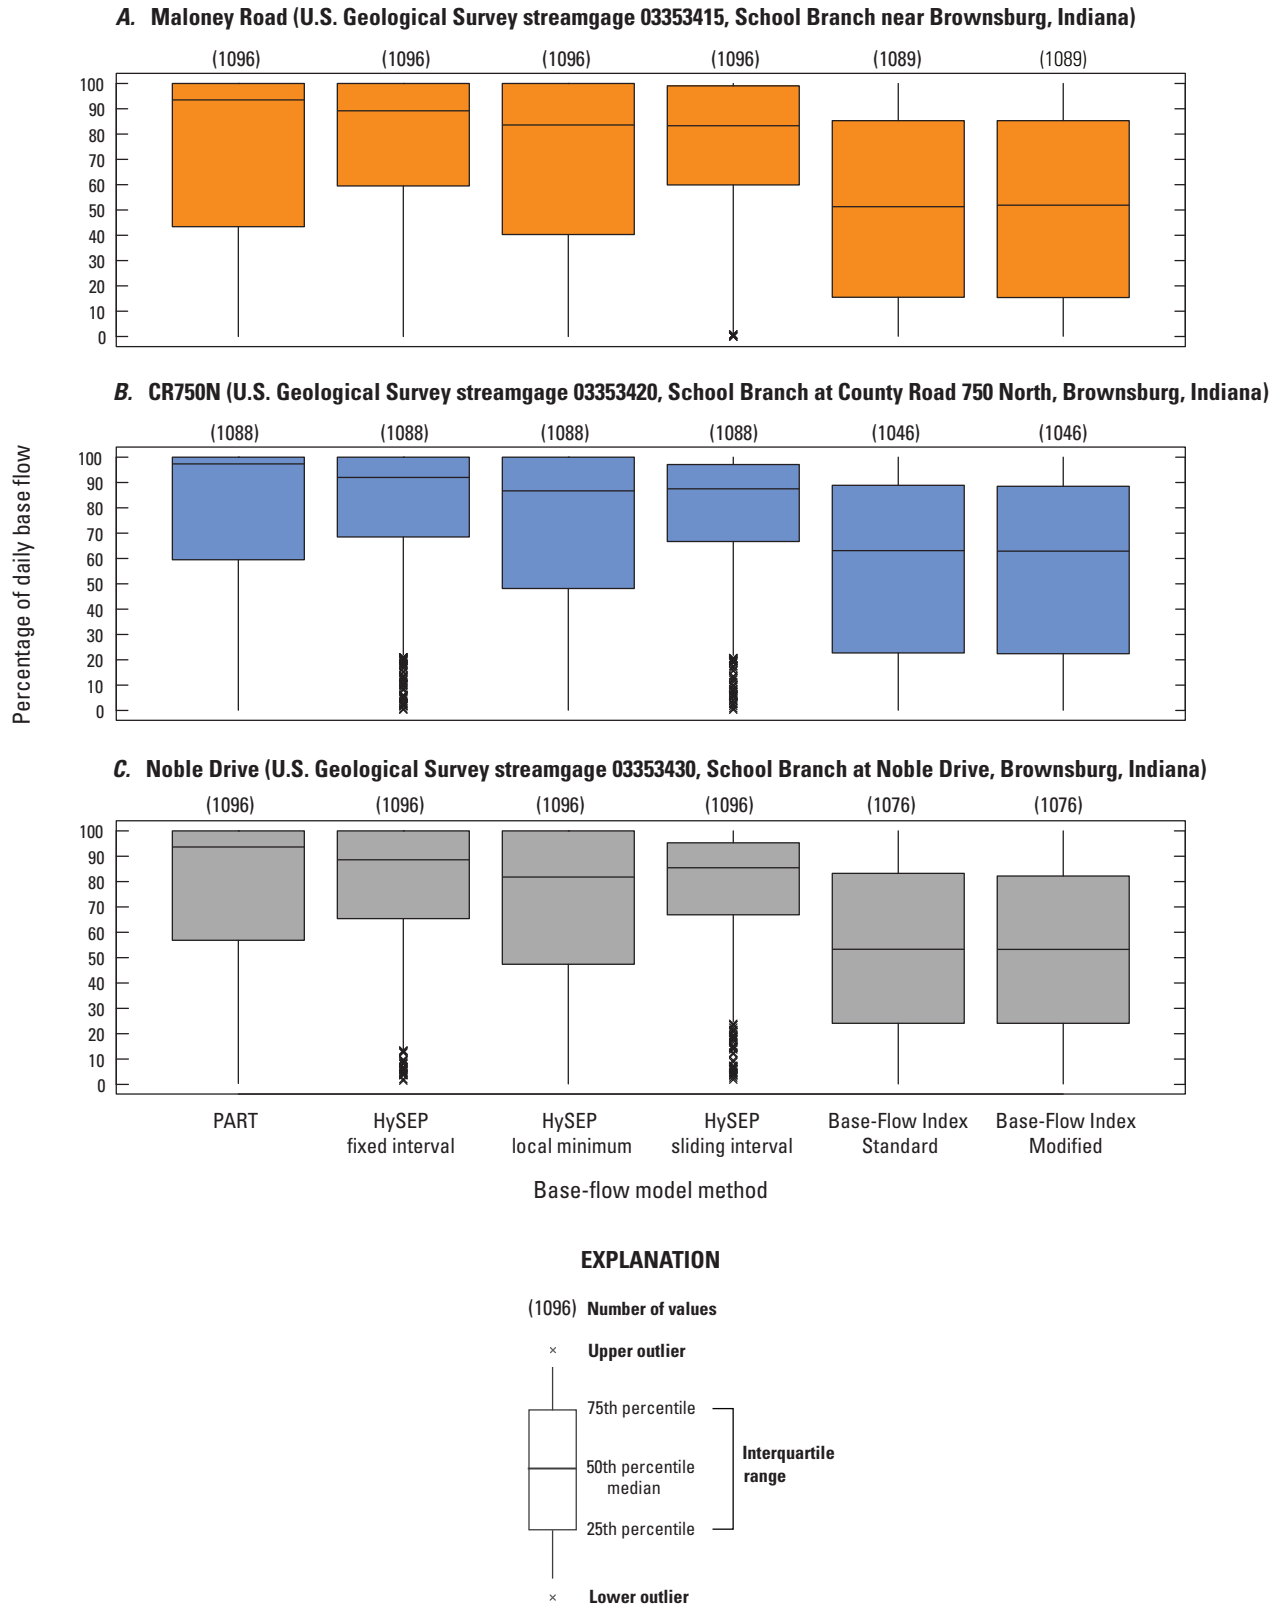 A. Maloney Road (U.S. Geological Survey streamgage 03353415, School Branch near Brownsburg, Indiana)
(1096) (1096) (1096) (1096) (1089) (1089)
100
90
80
70
60
50
40
30
20
10
0
B. CR750N (U.S. Geological Survey streamgage 03353420, School Branch at County Road 750 North, Brownsburg, Indiana)
(1088) (1088) (1088) (1088) (1046) (1046)
100
90
80
70
60
50
40
30
20
10
0
Percentage of daily base flow
C. Noble Drive (U.S. Geological Survey streamgage 03353430, School Branch at Noble Drive, Brownsburg, Indiana)
(1096) (1096) (1096) (1096) (1076) (1076)
100
90
80
70
60
50
40
30
20
10
0
PART HySEP HySEP HySEP Base-Flow Index Base-Flow Index
fixed interval local minimum sliding interval Standard Modified
Base-flow model method
EXPLANATION
(1096) Number of values
Upper outlier
75th percentile
Interquartile
range
50th percentile
median
25th percentile
Lower outlier